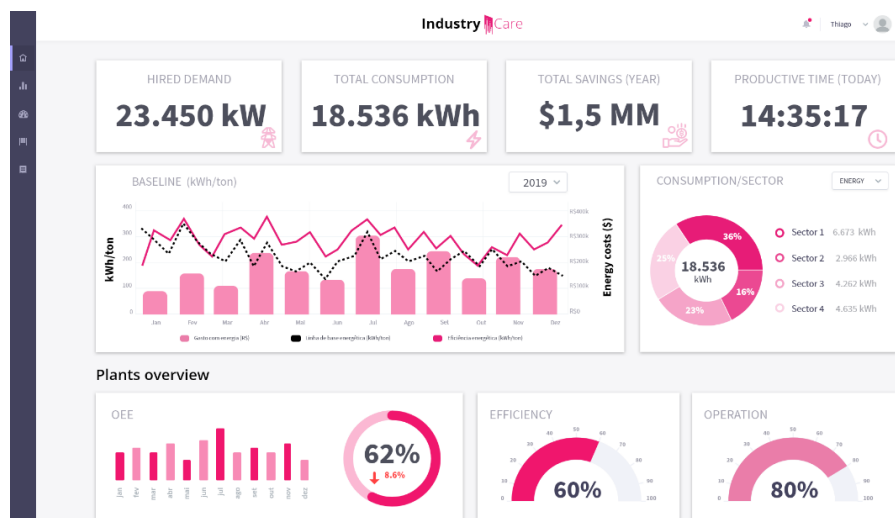 Industry Care
Thiago
HIRED DEMAND
23.450 kW
TOTAL CONSUMPTION
18.536 kWh
TOTAL SAVINGS (YEAR)
$1,5 MM
PRODUCTIVE TIME (TODAY)
14:35:17
BASELINE (kWh/ton)
2019
kWh/ton
400
300
200
100
0
R$400k
R$300k
R$200k
R$100k
R$0
Energy costs ($)
Jan Fev Mar Abr Mai Jun Jul Ago Set Out Nov Dez
Gasto com energia (R$) Linha de base energética (kWh/ton) Eficiência energética (kWh/ton)
CONSUMPTION/SECTOR
ENERGY
36%
25%
18.536
kWh
16%
23%
Sector 1 6.673 kWh
Sector 2 2.966 kWh
Sector 3 4.262 kWh
Sector 4 4.635 kWh
Plants overview
OEE
jan fev mar abr mai jun jul ago set out nov dez
62%
8.6%
EFFICIENCY
0 10 20 30 40 50 60 70 80 90 100
60%
OPERATION
0 10 20 30 40 50 60 70 80 90 100
80%